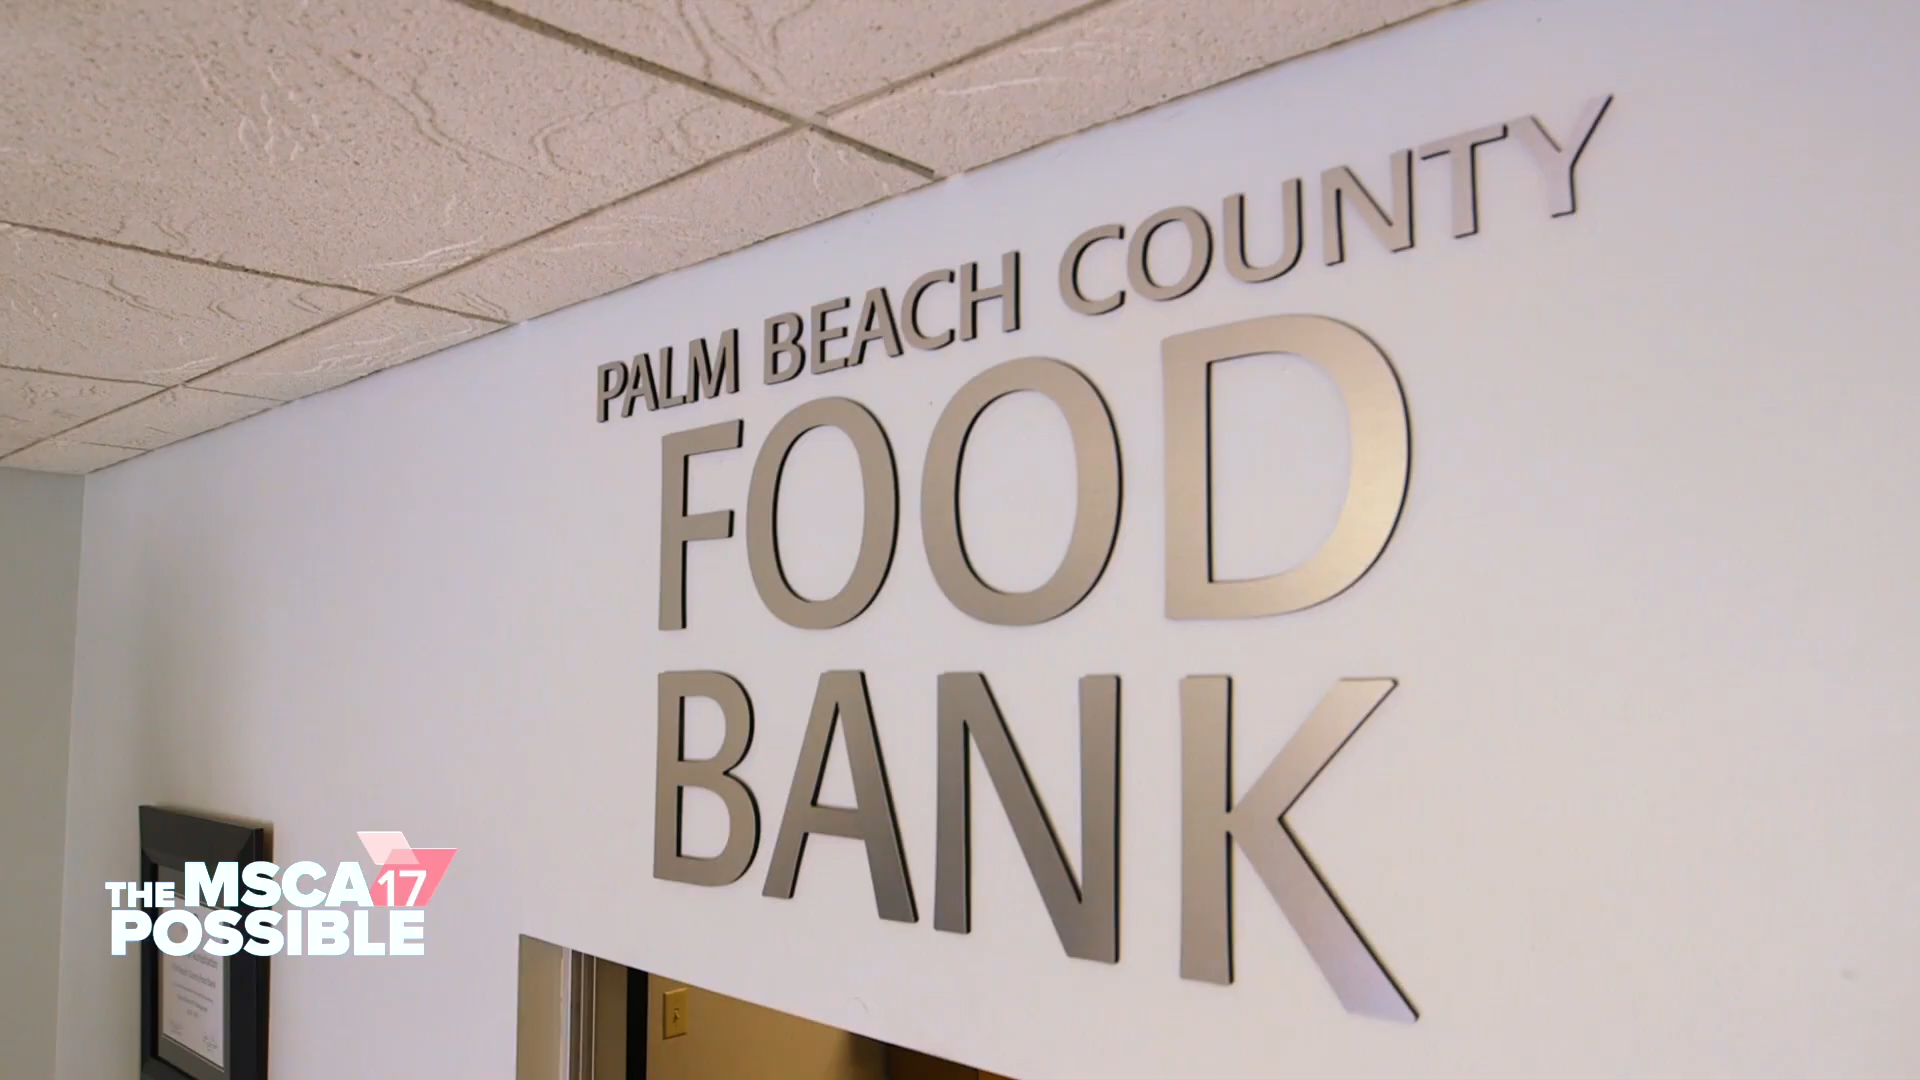 PALM BEACH COUNTY
FOOD
BANK
THE MSCA 17
POSSIBLE